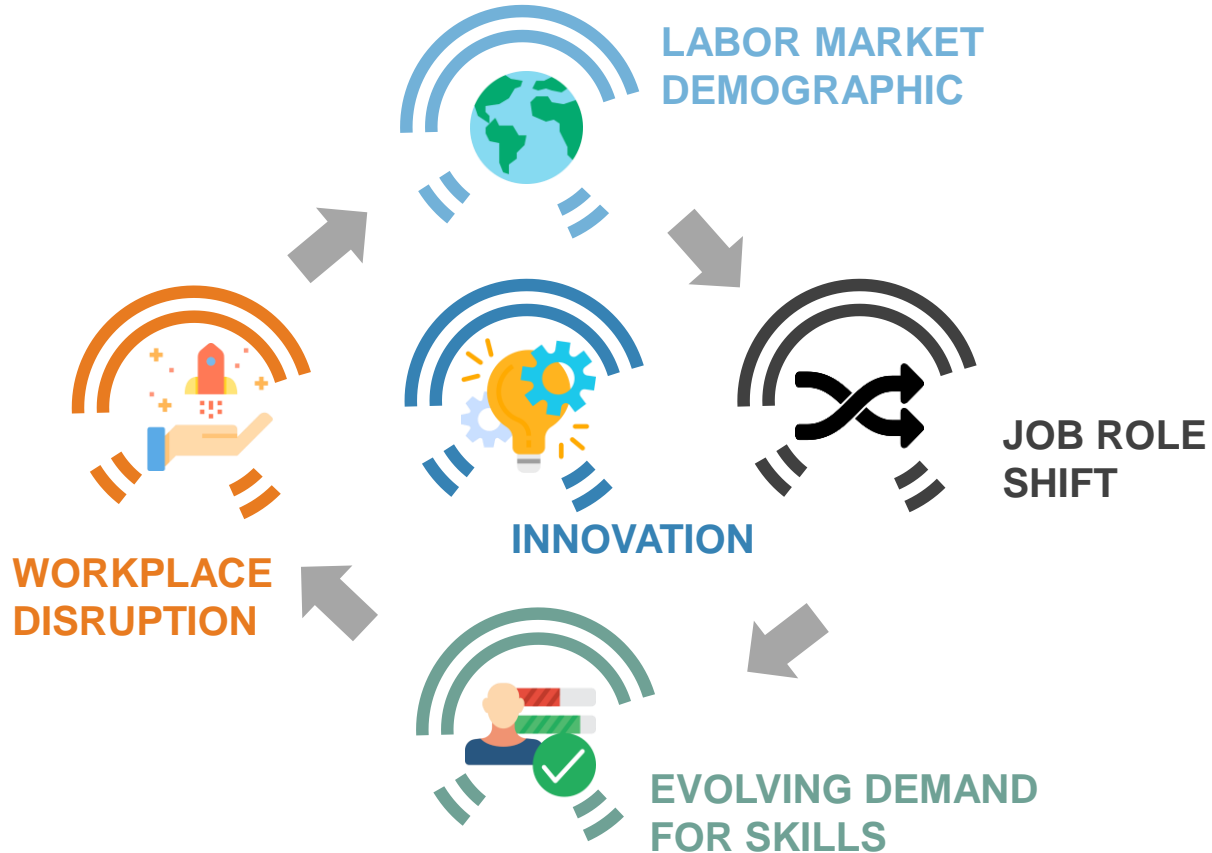 LABOR MARKET
DEMOGRAPHIC
JOB ROLE
SHIFT
INNOVATION
WORKPLACE
DISRUPTION
EVOLVING DEMAND
FOR SKILLS